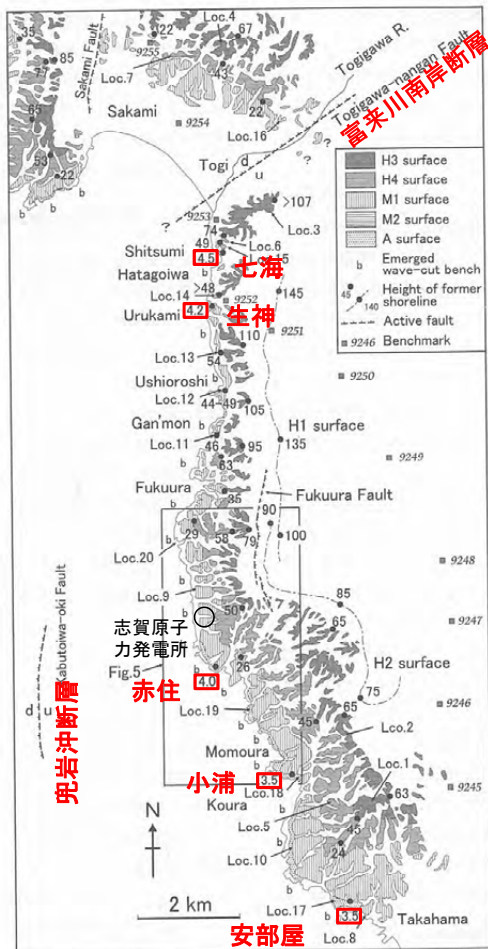 35
77
85
Sakami Fault
22
9255
Loc.4
67
Loc.7
43
22
Loc.16
Sakami
9254
65
53
22
b
b
b
Togi
Togigawa R.
Togigawa-nangan Fault
富来川南岸断層
?
d
u
?
H3 surface
H4 surface
M1 surface
M2 surface
A surface
b Emerged wave-cut bench
45
140
Height of former shoreline
Active fault
9246 Benchmark
9253
>107
Loc.3
74
49
Loc.6
Shitsumi
4.5
七海
Hatagoiwa
b
>48
Loc.14
9252
145
Urukami
4.2
生神
9251
b
110
Loc.13
54
9250
Ushioroshi
Loc.12
44-49
105
Gan'mon
H1 surface
Loc.11
46
95
135
b
63
9249
Fukuura
35
Fukuura Fault
90
29
58
79
100
Loc.20
9248
Loc.9
85
b
50
65
9247
志賀原子
力発電所
H2 surface
Fig.5
26
75
赤住
4.0
9246
65
45
Loc.19
Lco.2
b
Kabutoiwa-oki Fault
d
u
兜岩沖断層
Momoura
Loc.1
小浦
3.5
Lco.18
63
9245
Koura
Loc.5
45
N
24
Loc.10
2 km
Loc.17
b
3.5
Takahama
安部屋
Loc.8